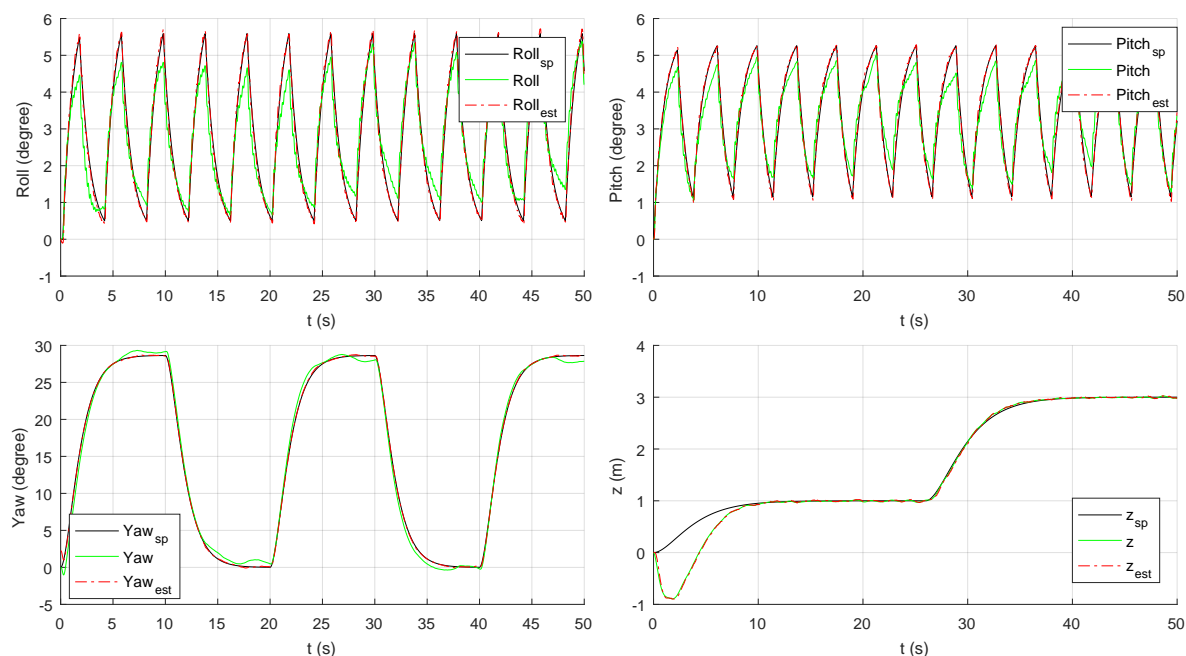 6
5
4
3
2
1
0
-1
Roll (degree)
Roll_sp
Roll
Roll_est
0 5 10 15 20 25 30 35 40 45 50
t (s)
6
5
4
3
2
1
0
-1
Pitch (degree)
Pitch_sp
Pitch
Pitch_est
0 10 20 30 40 50
t (s)
30
25
20
15
10
5
0
-5
Yaw (degree)
Yaw_sp
Yaw
Yaw_est
0 5 10 15 20 25 30 35 40 45 50
t (s)
4
3
2
1
0
-1
z (m)
z_sp
z
z_est
0 10 20 30 40 50
t (s)